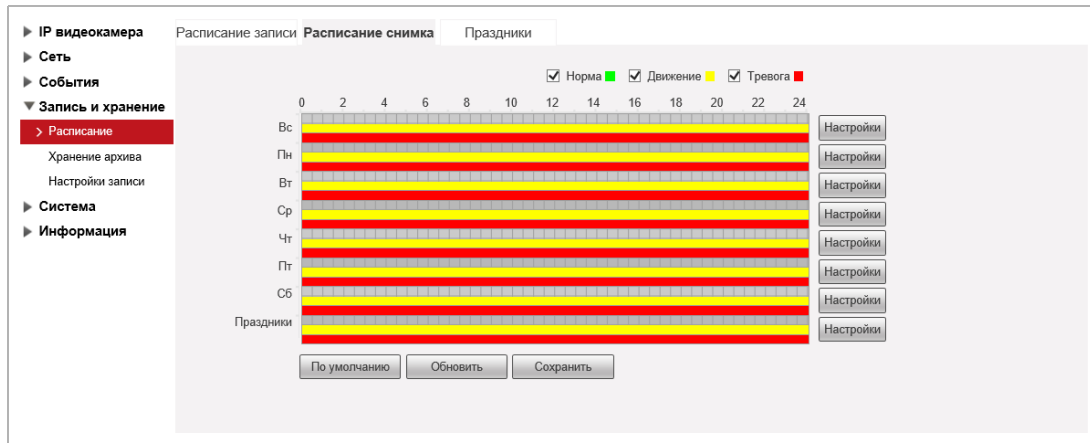 IP видеокамера
Сеть
События
Запись и хранение
Расписание
Хранение архива
Настройки записи
Система
Информация
Расписание записи Расписание снимка Праздники
Норма Движение Тревога
0 2 4 6 8 10 12 14 16 18 20 22 24
Вс Настройки
Пн Настройки
Вт Настройки
Ср Настройки
Чт Настройки
Пт Настройки
Сб Настройки
Праздники Настройки
По умолчанию Обновить Сохранить